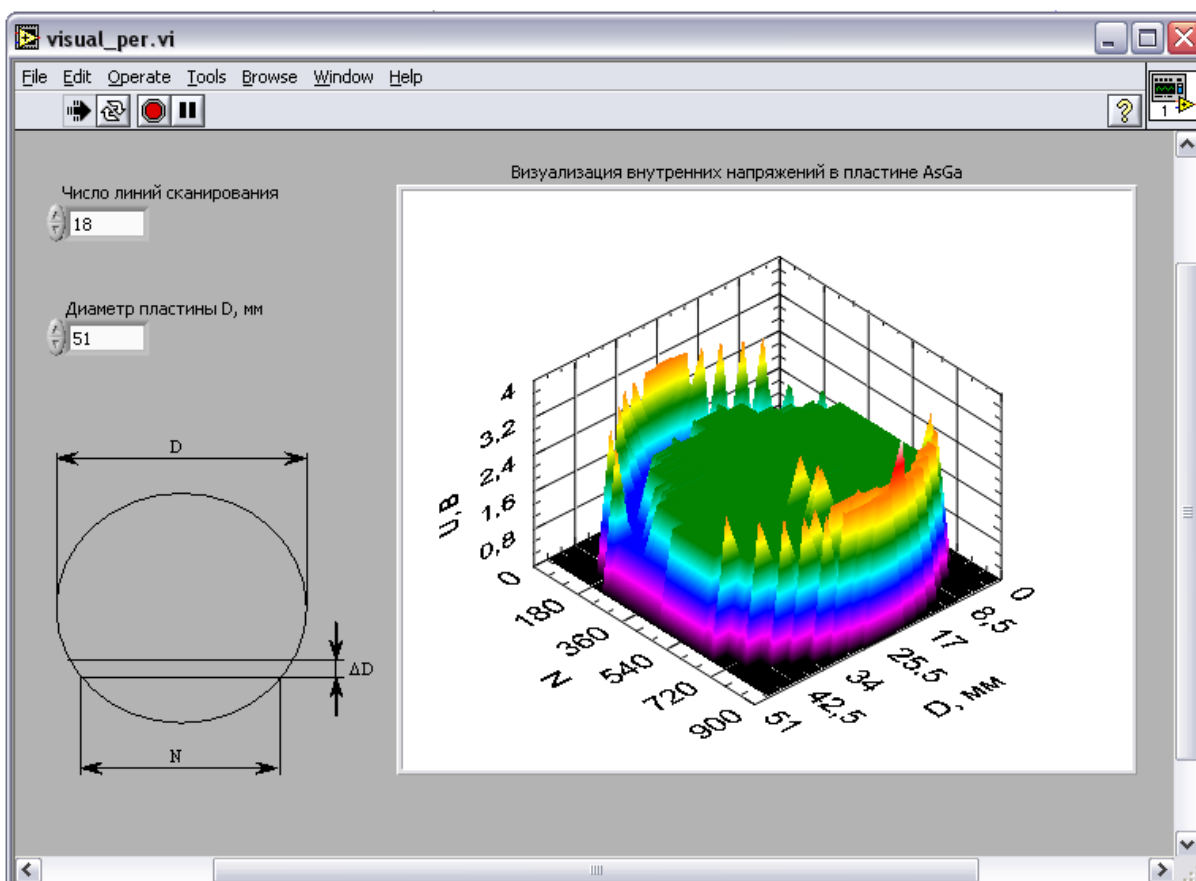 visual_per.vi
File Edit Operate Tools Browse Window Help
?
1
Число линий сканирования
18
Диаметр пластины D, мм
51
D
ΔD
N
Визуализация внутренних напряжений в пластине AsGa
4
3,2
2,4
1,6
0,8
0
U,В
0
180
360
540
720
900
N
51
42,5
34
25,5
17
8,5
0
D, мм